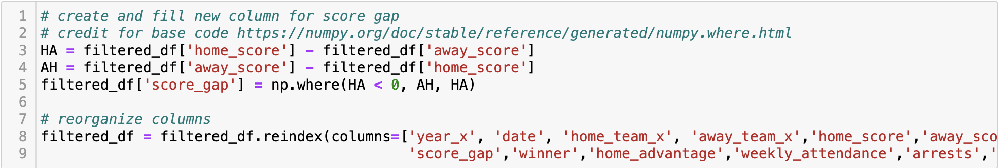 1 # create and fill new column for score gap
2 # credit for base code https://numpy.org/doc/stable/reference/generated/numpy.where.html
3 HA = filtered_df['home_score'] - filtered_df['away_score']
4 AH = filtered_df['away_score'] - filtered_df['home_score']
5 filtered_df['score_gap'] = np.where(HA < 0, AH, HA)
6
7 # reorganize columns
8 filtered_df = filtered_df.reindex(columns=['year_x', 'date', 'home_team_x', 'away_team_x','home_score','away_sco
9 'score_gap','winner','home_advantage','weekly_attendance','arrests','